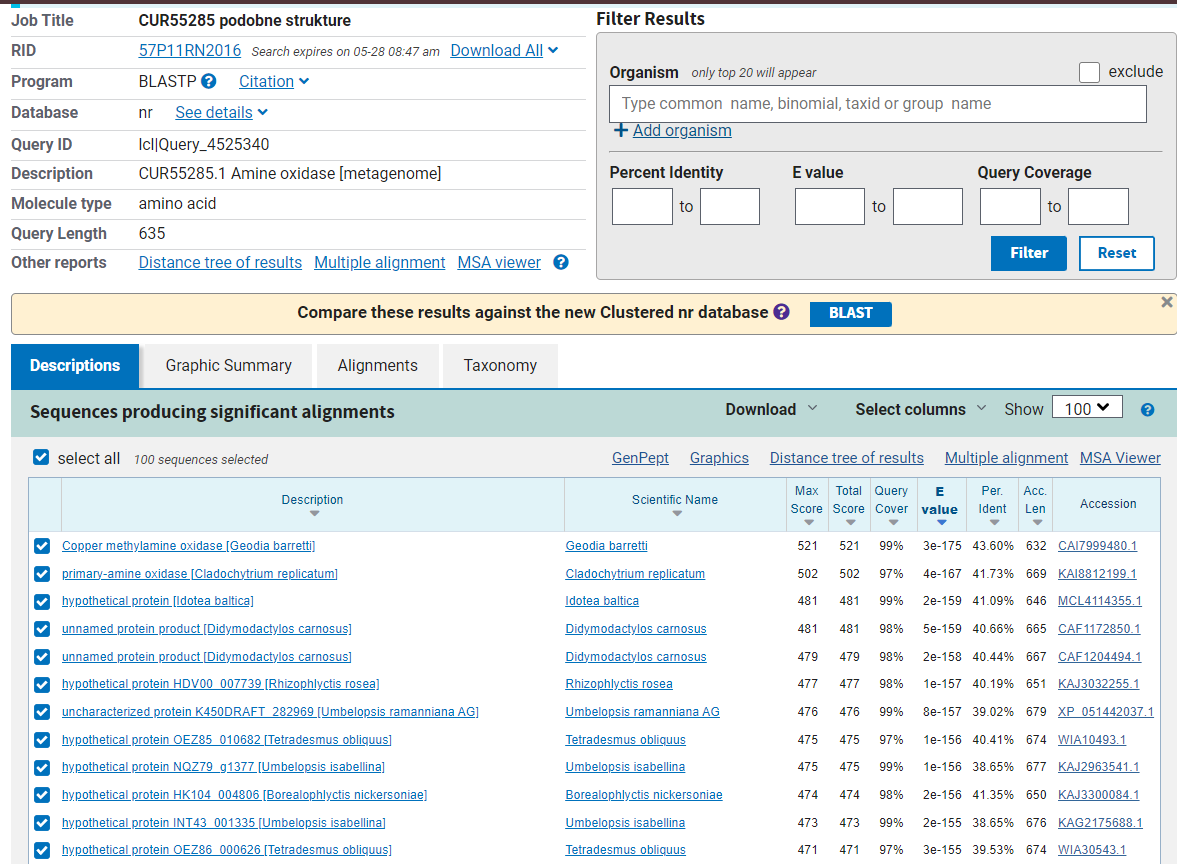 Job Title CUR55285 podobne strukture
RID 57P11RN2016 Search expires on 05-28 08:47 am Download All
Program BLASTP ? Citation
Database nr See details
Query ID lcl|Query_4525340
Description CUR55285.1 Amine oxidase [metagenome]
Molecule type amino acid
Query Length 635
Other reports Distance tree of results Multiple alignment MSA viewer ?
Filter Results
Organism only top 20 will appear exclude
Type common name, binomial, taxid or group name
+ Add organism
Percent Identity E value Query Coverage
to to to
Filter Reset
Compare these results against the new Clustered nr database ? BLAST ×
Descriptions Graphic Summary Alignments Taxonomy
Sequences producing significant alignments Download Select columns Show 100 ?
select all 100 sequences selected GenPept Graphics Distance tree of results Multiple alignment MSA Viewer
Description Scientific Name Max Score Total Score Query Cover E value Per. Ident Acc. Len Accession
Copper methylamine oxidase [Geodia barretti] Geodia barretti 521 521 99% 3e-175 43.60% 632 CAI7999480.1
primary-amine oxidase [Cladochytrium replicatum] Cladochytrium replicatum 502 502 97% 4e-167 41.73% 669 KAI8812199.1
hypothetical protein [Idotea baltica] Idotea baltica 481 481 99% 2e-159 41.09% 646 MCL4114355.1
unnamed protein product [Didymodactylos carnosus] Didymodactylos carnosus 481 481 98% 5e-159 40.66% 665 CAF1172850.1
unnamed protein product [Didymodactylos carnosus] Didymodactylos carnosus 479 479 98% 2e-158 40.44% 667 CAF1204494.1
hypothetical protein HDV00_007739 [Rhizophlyctis rosea] Rhizophlyctis rosea 477 477 98% 1e-157 40.19% 651 KAJ3032255.1
uncharacterized protein K450DRAFT_282969 [Umbelopsis ramanniana AG] Umbelopsis ramanniana AG 476 476 99% 8e-157 39.02% 679 XP_051442037.1
hypothetical protein OEZ85_010682 [Tetradesmus obliquus] Tetradesmus obliquus 475 475 97% 1e-156 40.41% 674 WIA10493.1
hypothetical protein NQZ79_g1377 [Umbelopsis isabellina] Umbelopsis isabellina 475 475 99% 1e-156 38.65% 677 KAJ2963541.1
hypothetical protein HK104_004806 [Borealophlyctis nickersoniae] Borealophlyctis nickersoniae 474 474 98% 2e-156 41.35% 650 KAJ3300084.1
hypothetical protein INT43_001335 [Umbelopsis isabellina] Umbelopsis isabellina 473 473 99% 2e-155 38.65% 676 KAG2175688.1
hypothetical protein OEZ86_000626 [Tetradesmus obliquus] Tetradesmus obliquus 471 471 97% 3e-155 39.53% 674 WIA30543.1